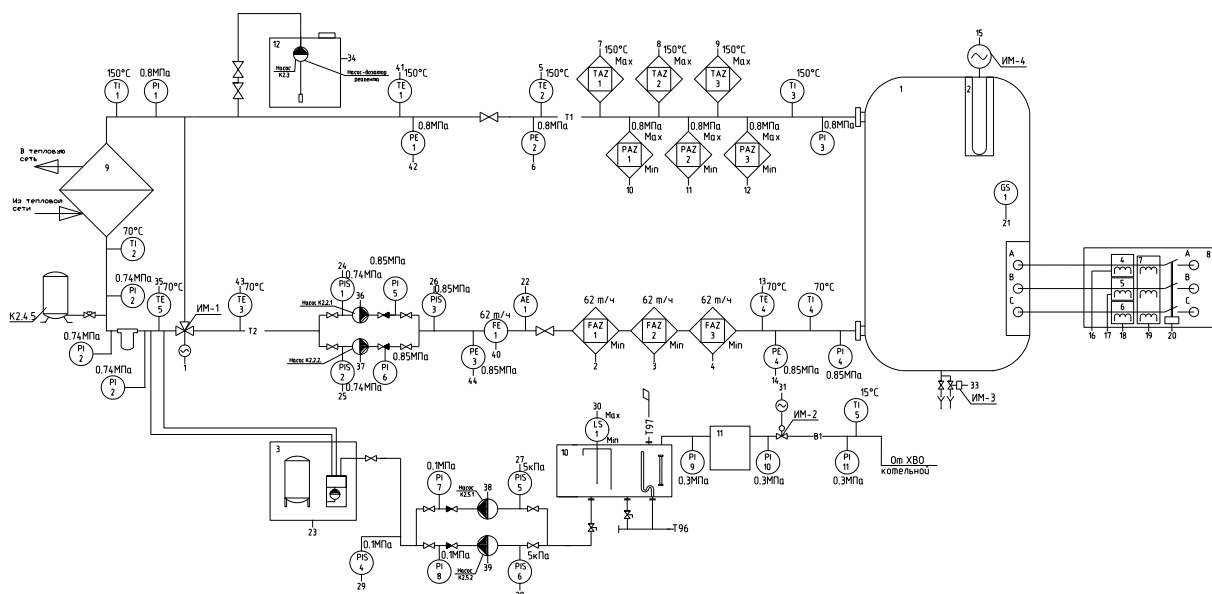 12
34
Насос
К2.3
Насос-дозатор
реагента
150°C
TI
1
0.8МПа
PI
1
41
150°C
TE
1
PE
1
0.8МПа
42
5
150°C
TE
2
PE
2
0.8МПа
6
T1
7
150°C
Max
TAZ
1
8
150°C
Max
TAZ
2
9
150°C
Max
TAZ
3
0.8МПа
Max
PAZ
1
Min
10
0.8МПа
Max
PAZ
2
Min
11
0.8МПа
Max
PAZ
3
Min
12
150°C
TI
3
PI
3
0.8МПа
15
ИМ-4
1
2
GS
1
21
A
B
C
4
5
6
7
A
B
C
8
16
17
18
19
20
В тепловую
сеть
Из тепловой
сети
9
70°C
TI
2
0.74МПа
PI
2
К2.4.5
0.74МПа
PI
2
0.74МПа
PI
2
35
70°C
TE
5
ИМ-1
1
43
70°C
TE
3
T2
24
0.74МПа
PIS
1
Насос К2.2.1
36
0.85МПа
PI
5
Насос К2.2.2.
37
PIS
2
0.74МПа
25
PI
6
0.85МПа
26
0.85МПа
PIS
3
PE
3
0.85МПа
44
62 m/ч
FE
1
40
22
AE
1
62 m/ч
FAZ
1
Min
2
62 m/ч
FAZ
2
Min
3
62 m/ч
FAZ
3
Min
4
13
70°C
TE
4
PE
4
0.85МПа
14
70°C
TI
4
PI
4
0.85МПа
33
ИМ-3
3
23
PIS
4
0.1МПа
29
0.1МПа
PI
7
Насос
К2.5.1
38
27
5кПа
PIS
5
PI
8
0.1МПа
Насос
К2.5.2
39
PIS
6
5кПа
30
Max
LS
1
Min
10
T97
T96
PI
9
0.3МПа
11
PI
10
0.3МПа
31
ИМ-2
B1
15°C
TI
5
PI
11
0.3МПа
От ХВО
котельной